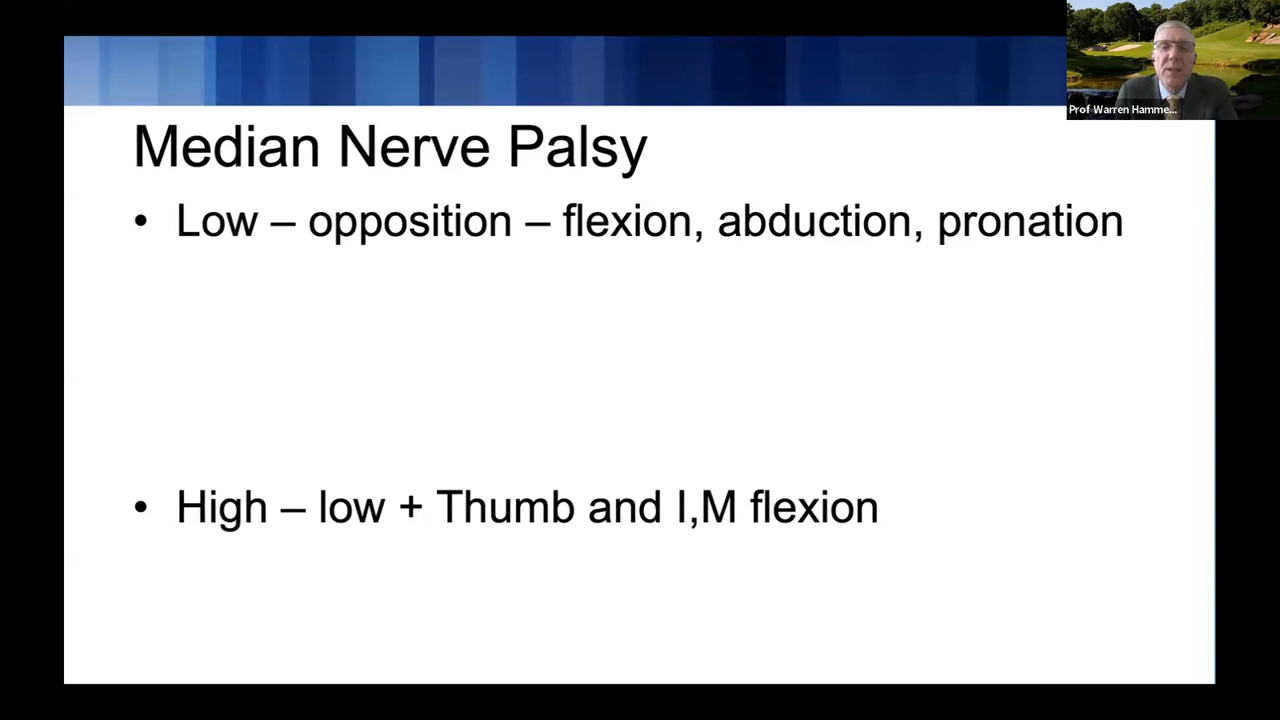 Prof Warren Hamme...
Median Nerve Palsy
• Low – opposition – flexion, abduction, pronation
• High – low + Thumb and I,M flexion